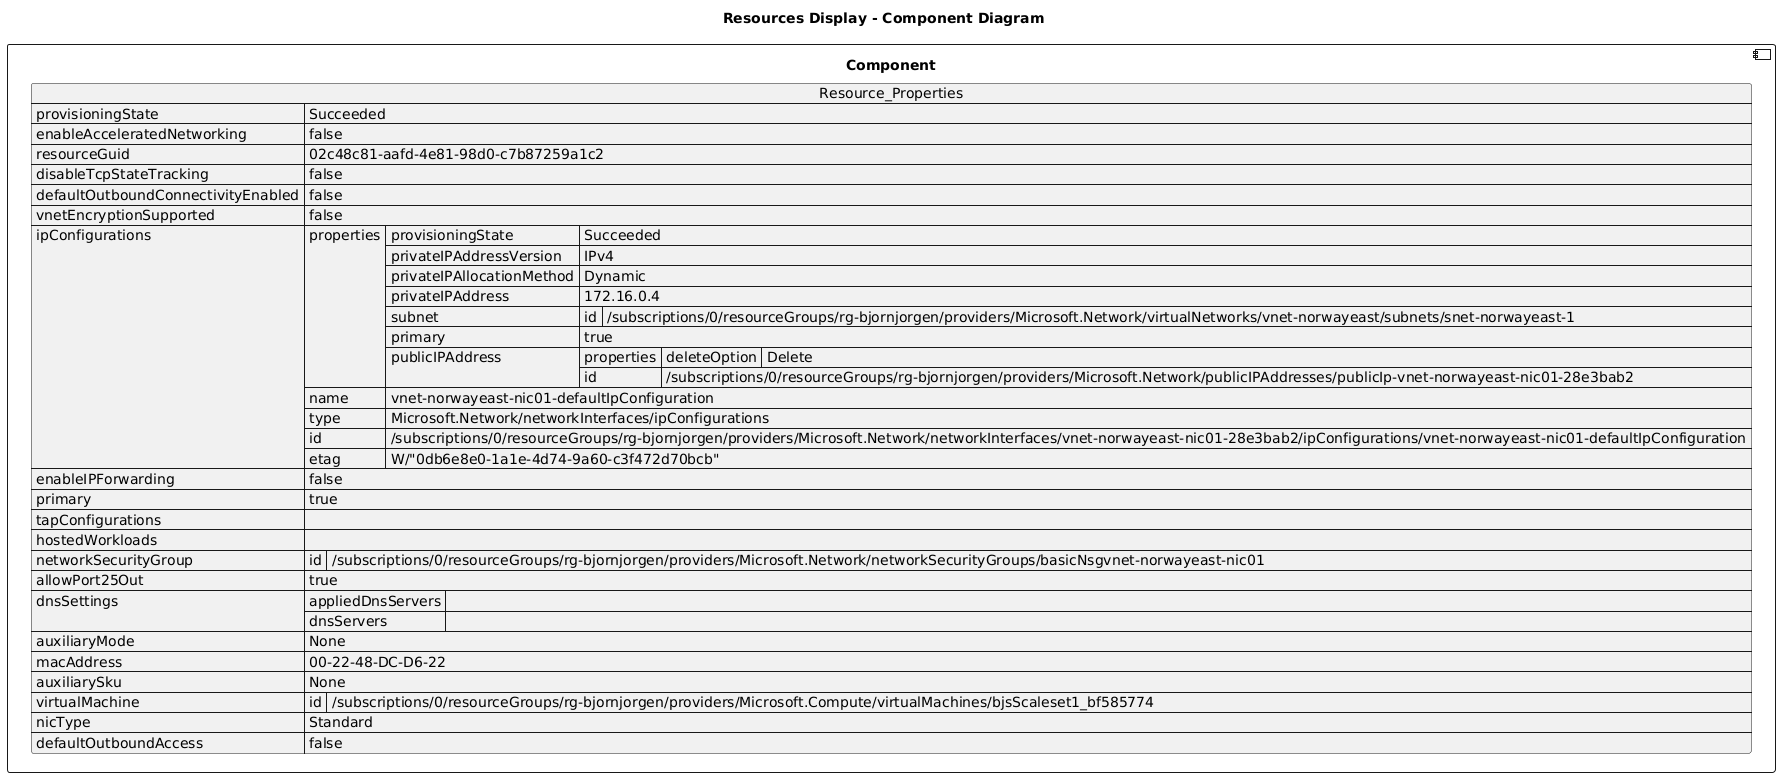 Resources Display - Component Diagram
Component
Resource_Properties
provisioningState Succeeded
enableAcceleratedNetworking false
resourceGuid 02c48c81-aafd-4e81-98d0-c7b87259a1c2
disableTcpStateTracking false
defaultOutboundConnectivityEnabled false
vnetEncryptionSupported false
ipConfigurations properties provisioningState Succeeded
privateIPAddressVersion IPv4
privateIPAllocationMethod Dynamic
privateIPAddress 172.16.0.4
subnet id /subscriptions/0/resourceGroups/rg-bjornjorgen/providers/Microsoft.Network/virtualNetworks/vnet-norwayeast/subnets/snet-norwayeast-1
primary true
publicIPAddress properties deleteOption Delete
id /subscriptions/0/resourceGroups/rg-bjornjorgen/providers/Microsoft.Network/publicIPAddresses/publicIp-vnet-norwayeast-nic01-28e3bab2
name vnet-norwayeast-nic01-defaultIpConfiguration
type Microsoft.Network/networkInterfaces/ipConfigurations
id /subscriptions/0/resourceGroups/rg-bjornjorgen/providers/Microsoft.Network/networkInterfaces/vnet-norwayeast-nic01-28e3bab2/ipConfigurations/vnet-norwayeast-nic01-defaultIpConfiguration
etag W/"0db6e8e0-1a1e-4d74-9a60-c3f472d70bcb"
enableIPForwarding false
primary true
tapConfigurations
hostedWorkloads
networkSecurityGroup id /subscriptions/0/resourceGroups/rg-bjornjorgen/providers/Microsoft.Network/networkSecurityGroups/basicNsgvnet-norwayeast-nic01
allowPort25Out true
dnsSettings appliedDnsServers
dnsServers
auxiliaryMode None
macAddress 00-22-48-DC-D6-22
auxiliarySku None
virtualMachine id /subscriptions/0/resourceGroups/rg-bjornjorgen/providers/Microsoft.Compute/virtualMachines/bjsScaleset1_bf585774
nicType Standard
defaultOutboundAccess false